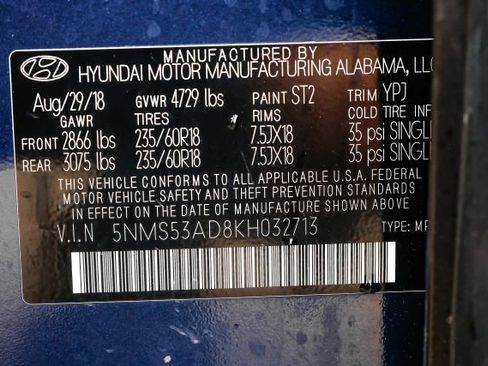 MANUFACTURED BY
HYUNDAI MOTOR MANUFACTURING ALABAMA, LLC
Aug/29/18 GVWR 4729 lbs PAINT ST2 TRIM YPJ
GAWR TIRES RIMS COLD TIRE INF
FRONT 2866 lbs 235/60R18 7.5JX18 35 psi SINGL
REAR 3075 lbs 235/60R18 7.5JX18 35 psi SINGL
THIS VEHICLE CONFORMS TO ALL APPLICABLE U.S.A. FEDERAL
MOTOR VEHICLE SAFETY AND THEFT PREVENTION STANDARDS
IN EFFECT ON THE DATE OF MANUFACTURE SHOWN ABOVE
V.I.N 5NMS53AD8KH032713 TYPE: MP